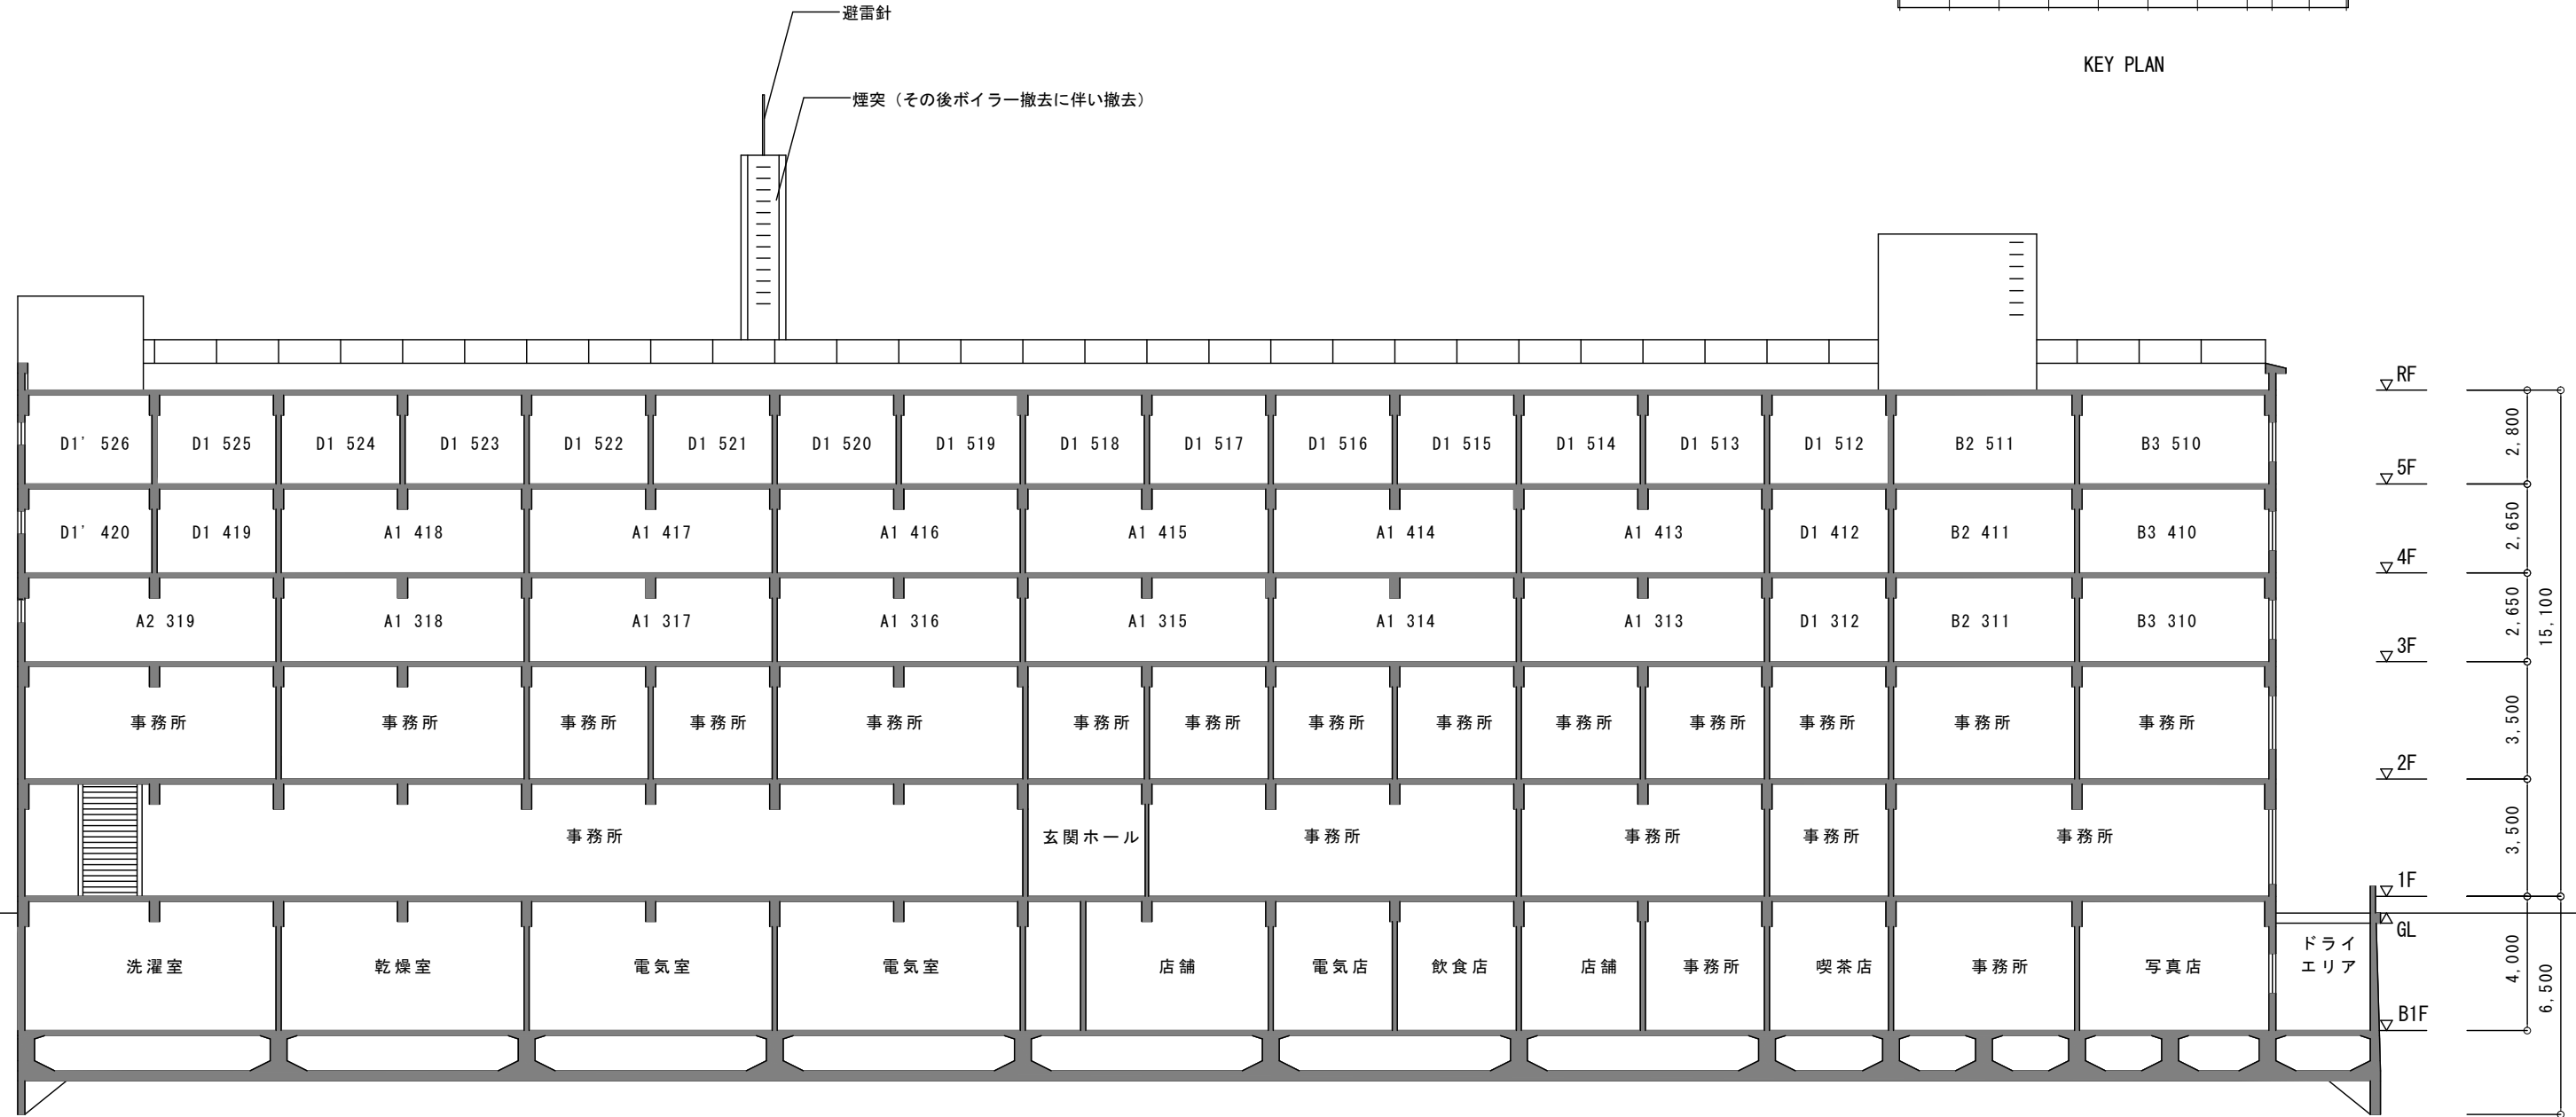 避雷針
KEY PLAN
煙突（その後ボイラー撤去に伴い撤去）
RF
D1' 526
D1 525
D1 524
D1 523
D1 522
D1 521
D1 520
D1 519
D1 518
D1 517
D1 516
D1 515
D1 514
D1 513
D1 512
B2 511
B3 510
2,800
5F
D1' 420
D1 419
A1 418
A1 417
A1 416
A1 415
A1 414
A1 413
D1 412
B2 411
B3 410
2,650
4F
A2 319
A1 318
A1 317
A1 316
A1 315
A1 314
A1 313
D1 312
B2 311
B3 310
2,650
15,100
3F
事務所
事務所
事務所
事務所
事務所
事務所
事務所
事務所
事務所
事務所
事務所
事務所
事務所
事務所
3,500
2F
事務所
玄関ホール
事務所
事務所
事務所
事務所
3,500
1F
GL
洗濯室
乾燥室
電気室
電気室
店舗
電気店
飲食店
店舗
事務所
喫茶店
事務所
写真店
ドライ
エリア
4,000
6,500
B1F